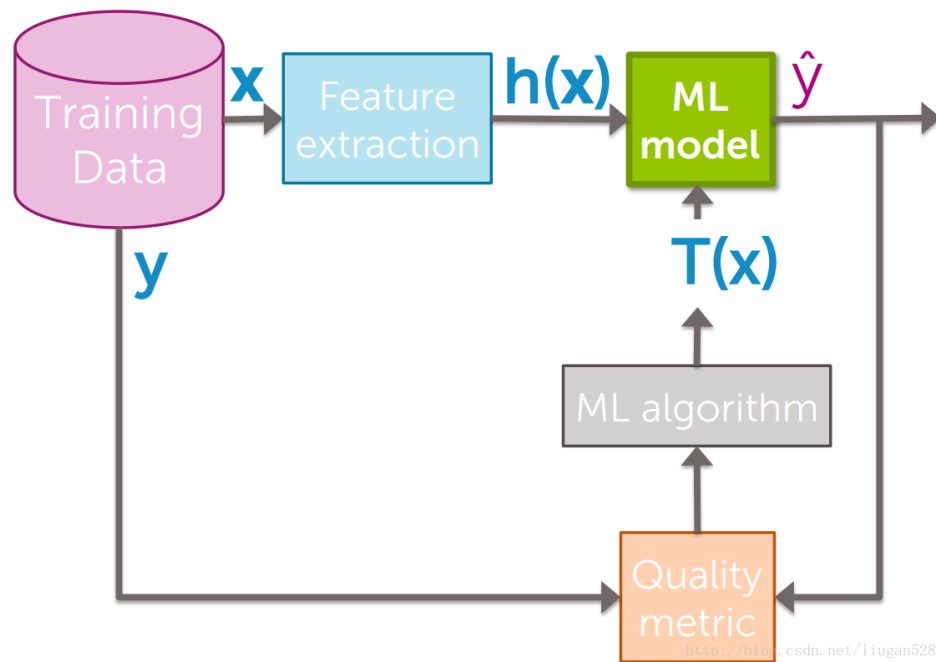 Training
Data
x
Feature
extraction
h(x)
ML
model
ŷ
y
T(x)
ML algorithm
Quality
metric
http://blog.csdn.net/liugan528